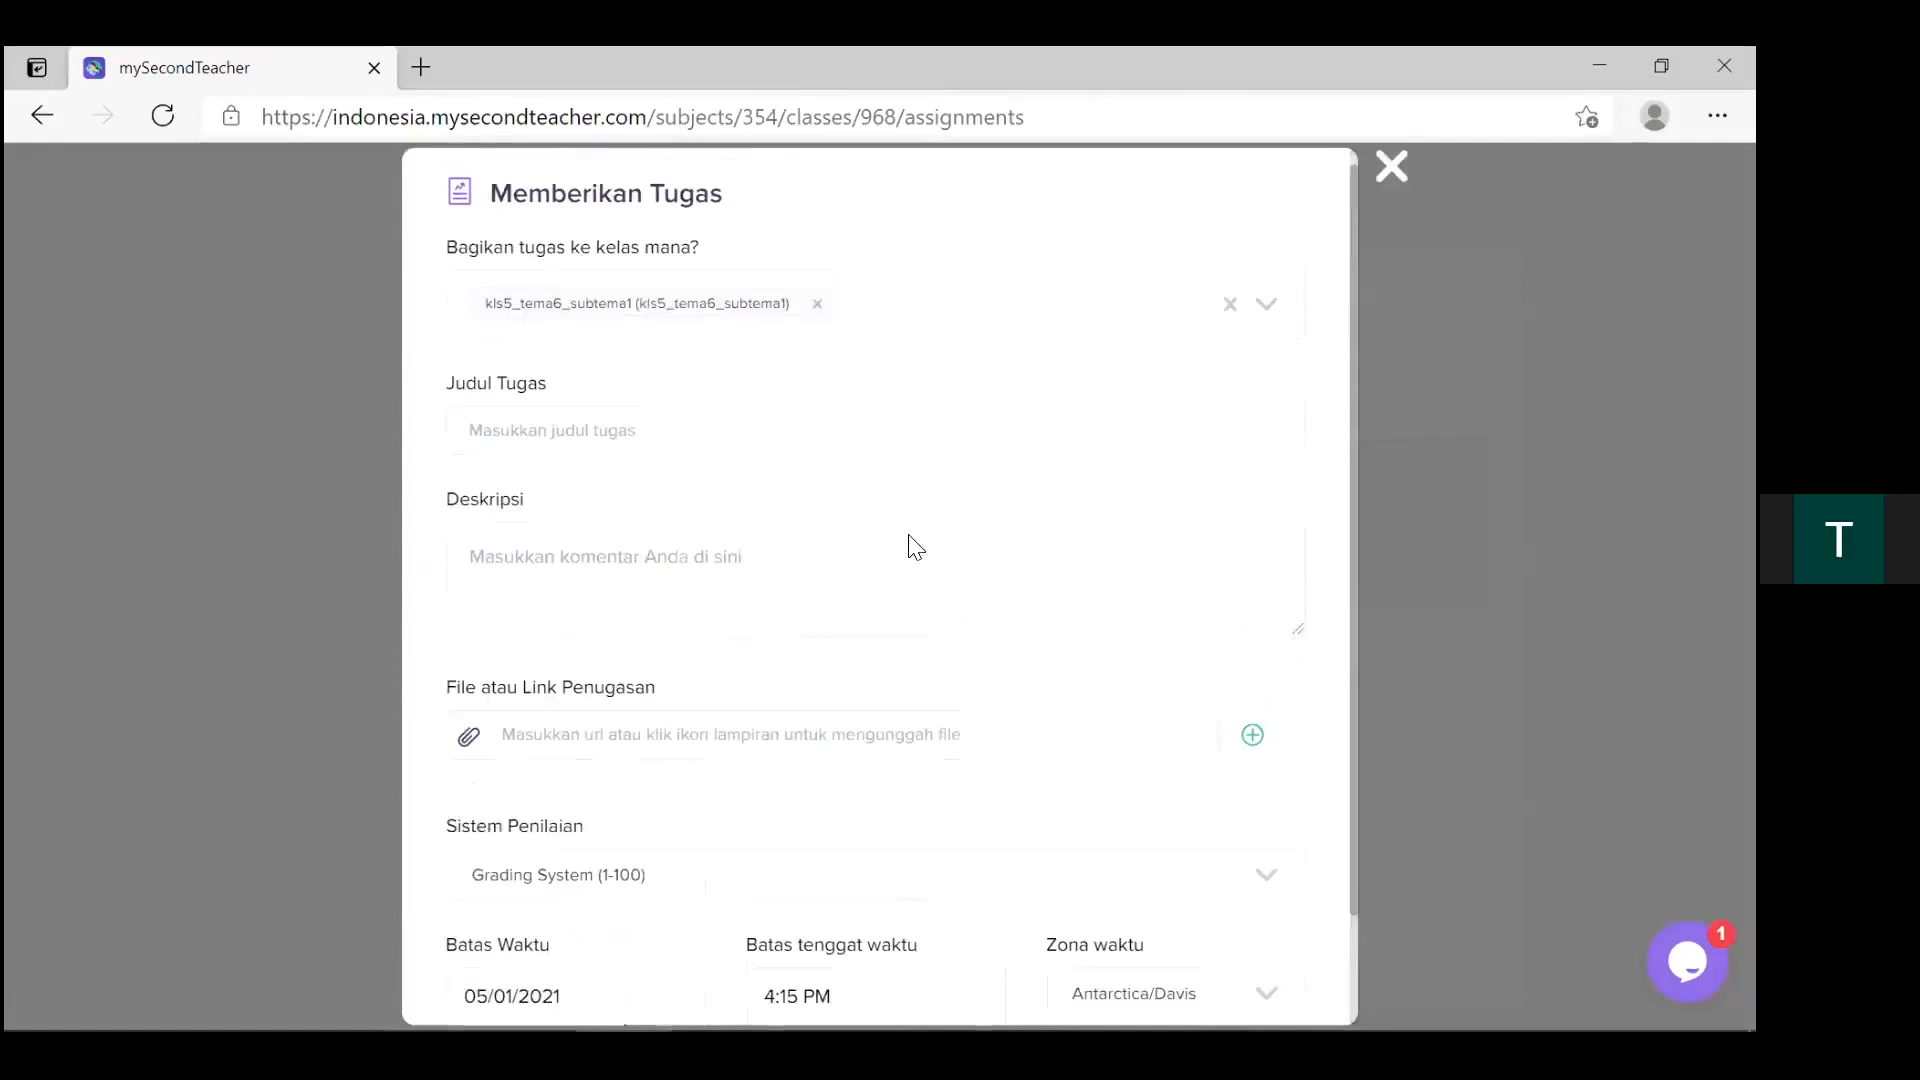 mySecondTeacher
https://indonesia.mysecondteacher.com/subjects/354/classes/968/assignments
Memberikan Tugas
Bagikan tugas ke kelas mana?
kls5_tema6_subtema1 (kls5_tema6_subtema1)
Judul Tugas
Masukkan judul tugas
Deskripsi
Masukkan komentar Anda di sini
File atau Link Penugasan
Masukkan url atau klik ikon lampiran untuk mengunggah file
Sistem Penilaian
Grading System (1-100)
Batas Waktu Batas tenggat waktu Zona waktu
05/01/2021 4:15 PM Antarctica/Davis
T
1